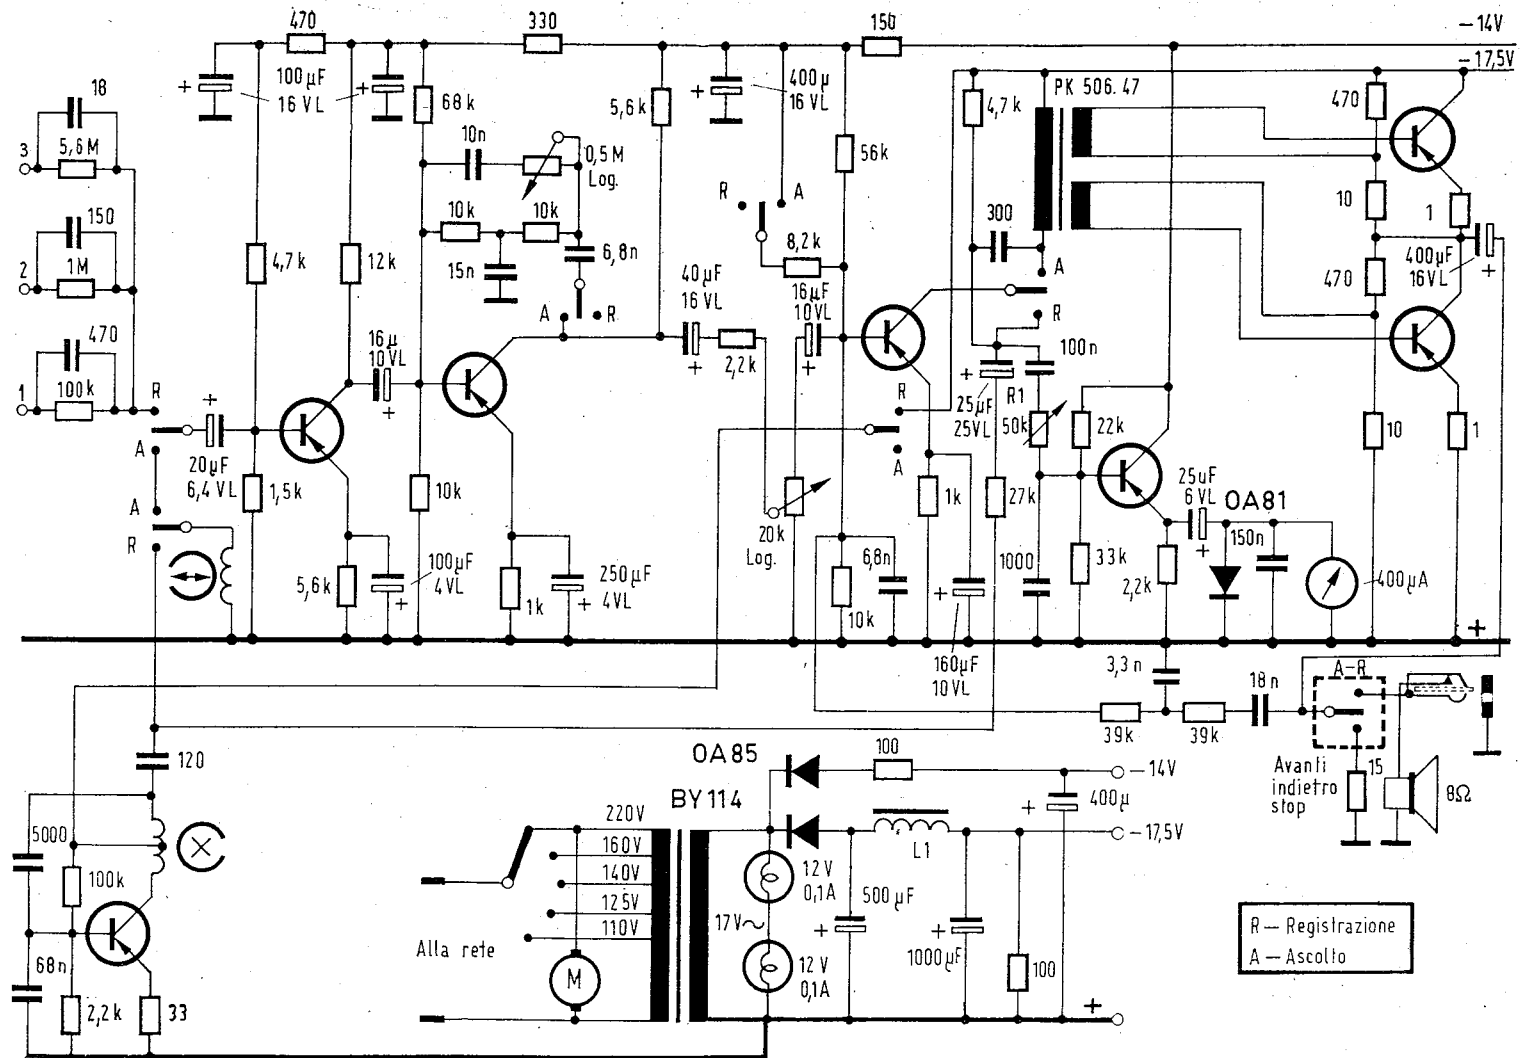 470
330
150
-14V
-17,5V
18
100µF
16 VL
68k
400µ
16 VL
5,6k
4,7k
PK 506.47
470
3
5,6M
10n
0,5M
Log.
56k
150
R
A
10
1
10k
10k
8,2k
300
2
1M
4,7k
12k
15n
6,8n
40µF
16 VL
16µF
10VL
A
400µF
16VL
470
470
A
R
R
16µ
10VL
100n
1
100k
R
2,2k
R
25µF
25VL
R1
50k
22k
10
1
A
A
20µF
6,4VL
1,5k
10k
1k
27k
25uF
6VL
OA81
A
R
20k
Log.
6,8n
1000
33k
150n
400µA
5,6k
100µF
4VL
1k
250µF
4VL
10k
2,2k
+
160µF
10VL
3,3n
18n
A-R
39k
39k
120
OA85
100
-14V
Avanti
indietro
stop
15
8Ω
BY114
400µ
220V
160V
140V
125V
110V
L1
-17,5V
5000
100k
12V
0,1A
500µF
17V~
R - Registrazione
A - Ascolto
Alla rete
M
12V
0,1A
1000µF
100
68n
2,2k
33
+